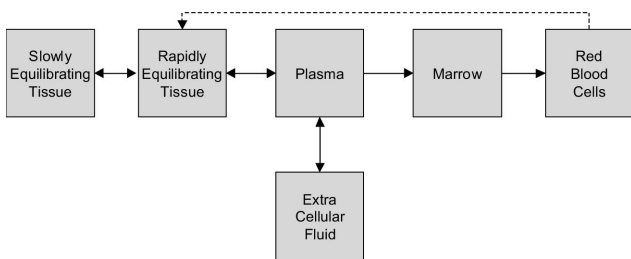 Slowly
Equilibrating
Tissue
Rapidly
Equilibrating
Tissue
Plasma
Marrow
Red
Blood
Cells
Extra
Cellular
Fluid